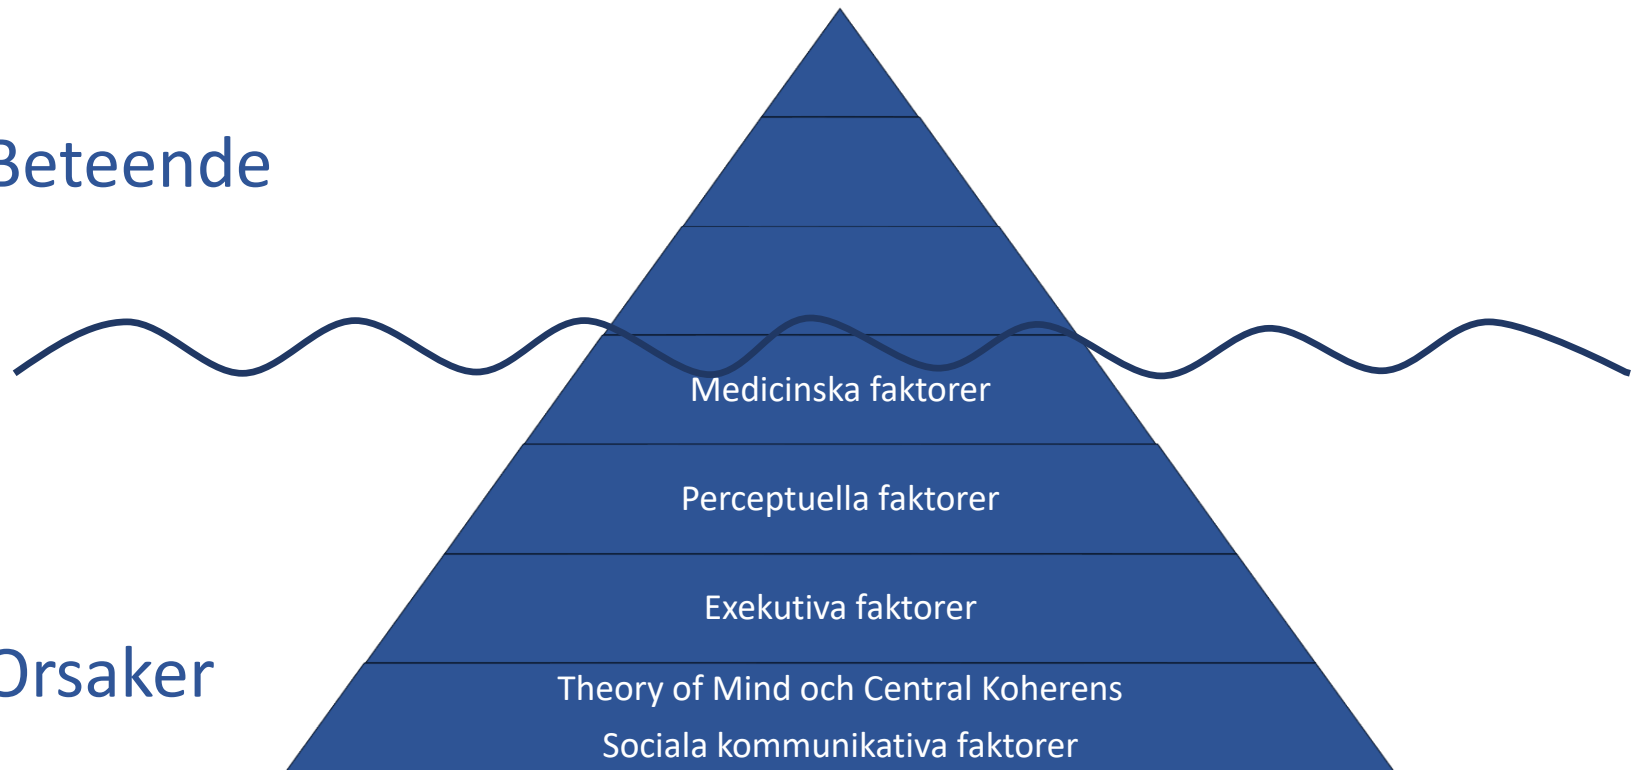 Beteende
Medicinska faktorer
Perceptuella faktorer
Exekutiva faktorer
Orsaker
Theory of Mind och Central Koherens
Sociala kommunikativa faktorer